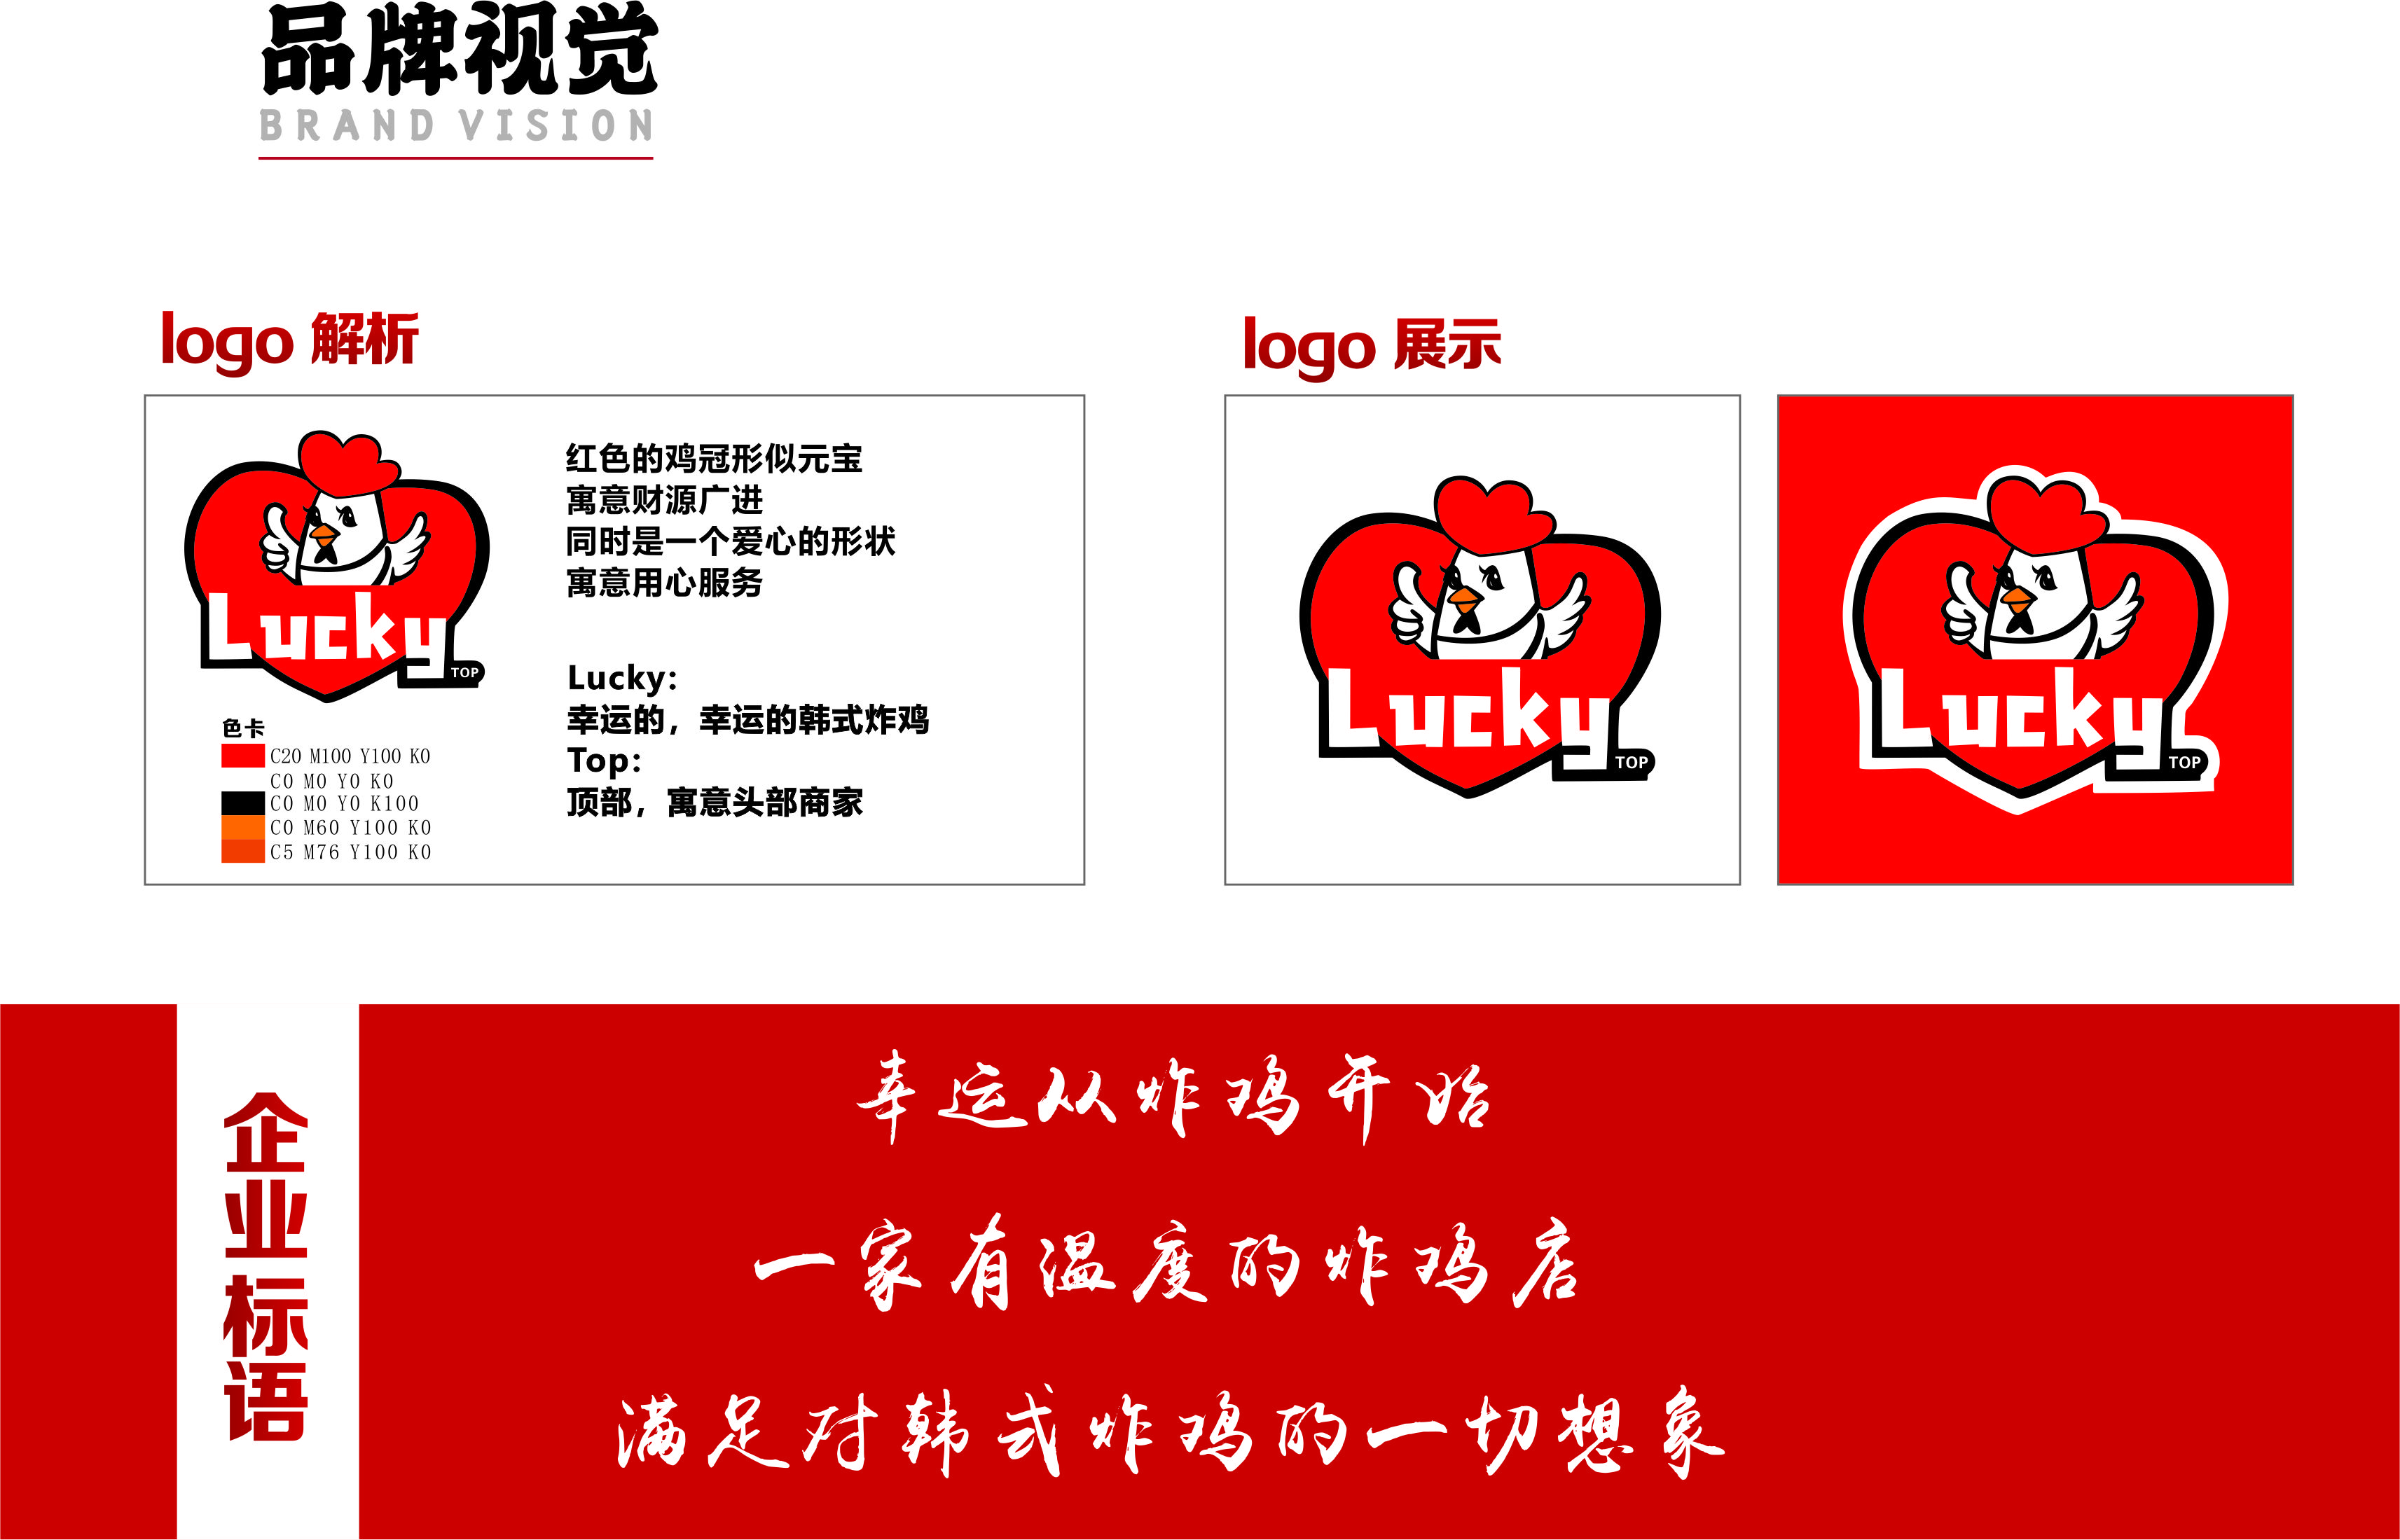 品牌视觉
BRAND VISION
logo 解析
Lucky
TOP
色卡
C20 M100 Y100 K0
C0 M0 Y0 K0
C0 M0 Y0 K100
C0 M60 Y100 K0
C5 M76 Y100 K0
红色的鸡冠形似元宝
寓意财源广进
同时是一个爱心的形状
寓意用心服务
Lucky：
幸运的，幸运的韩式炸鸡
Top：
顶部，寓意头部商家
logo 展示
Lucky
TOP
Lucky
TOP
企业标语
幸运从炸鸡开始
一家有温度的炸鸡店
满足对韩式炸鸡的一切想象